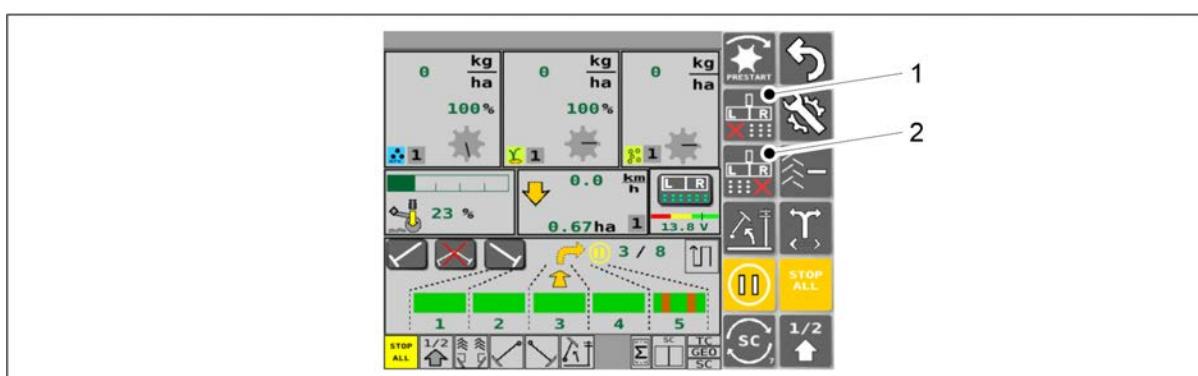 0 kg/ha 0 kg/ha 0 kg/ha
100% 100%
1 1 1
PRESTART
L R
L R
23 %
0.0 km/h
L R
0.67ha 1 13.8 V
3 / 8
STOP ALL
1 2 3 4 5
STOP ALL 1/2 Σ SC TC GEO SC
SC 7 1/2
1
2